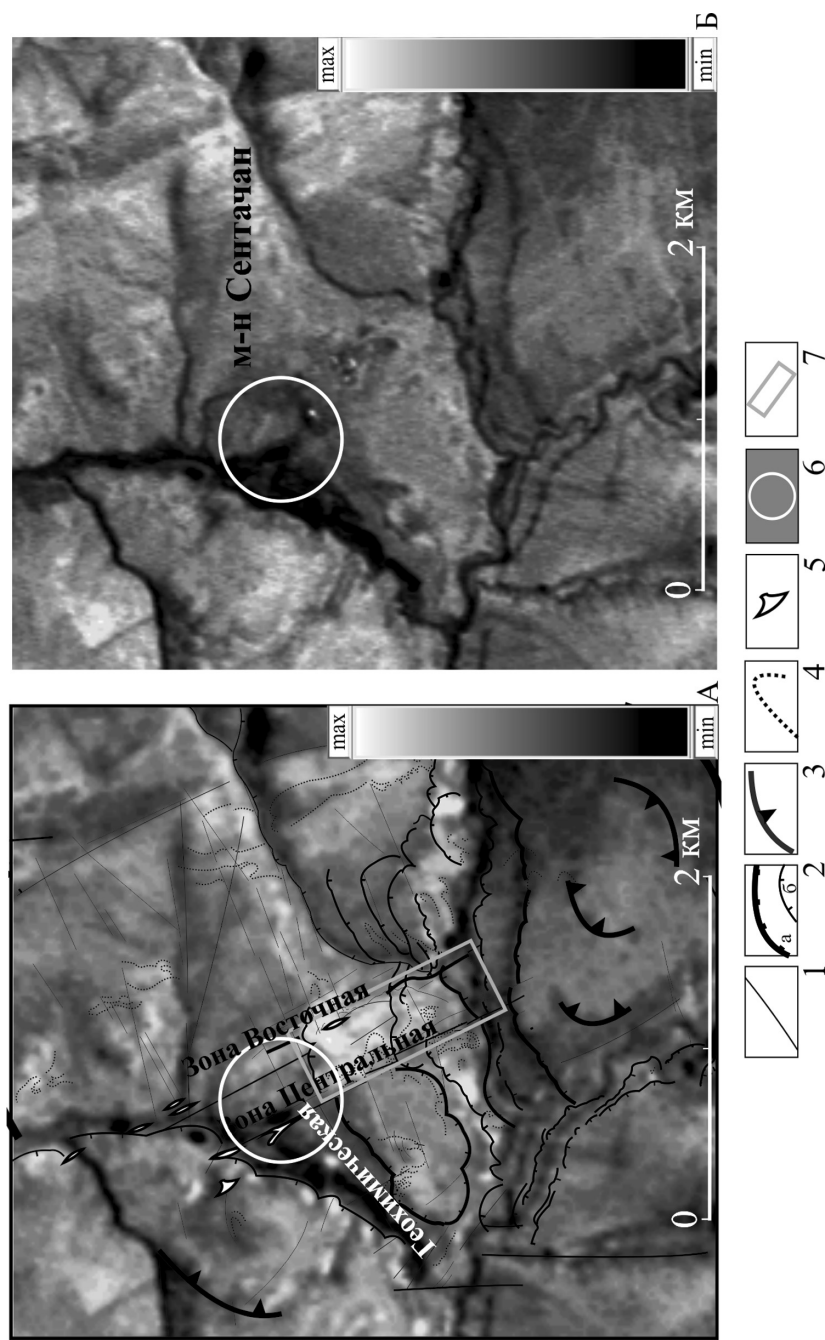 max
min
Зона Восточная
Зона Центральная
Геохимическая
0
2 км
А
max
min
м-н Сентачан
0
2 км
Б
а
б
1
2
3
4
5
6
7